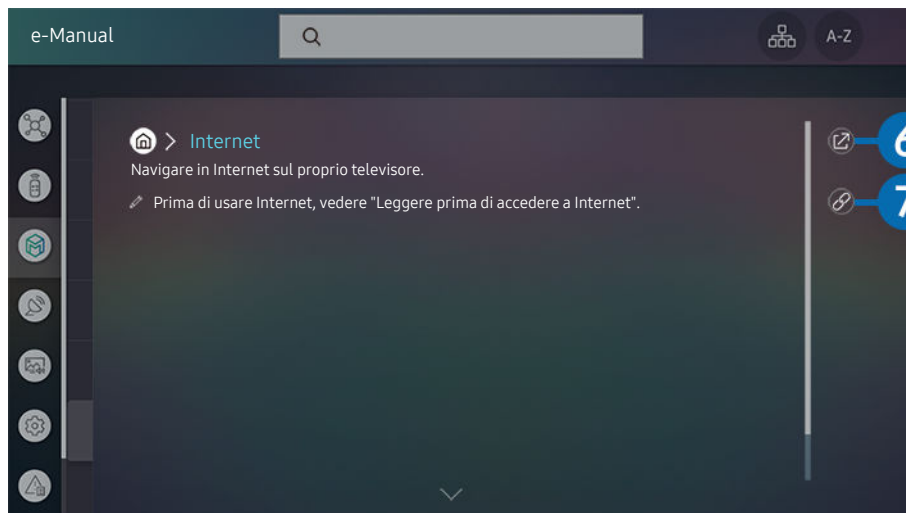 e-Manual
A-Z
Internet
6
Navigare in Internet sul proprio televisore.
Prima di usare Internet, vedere "Leggere prima di accedere a Internet".
7